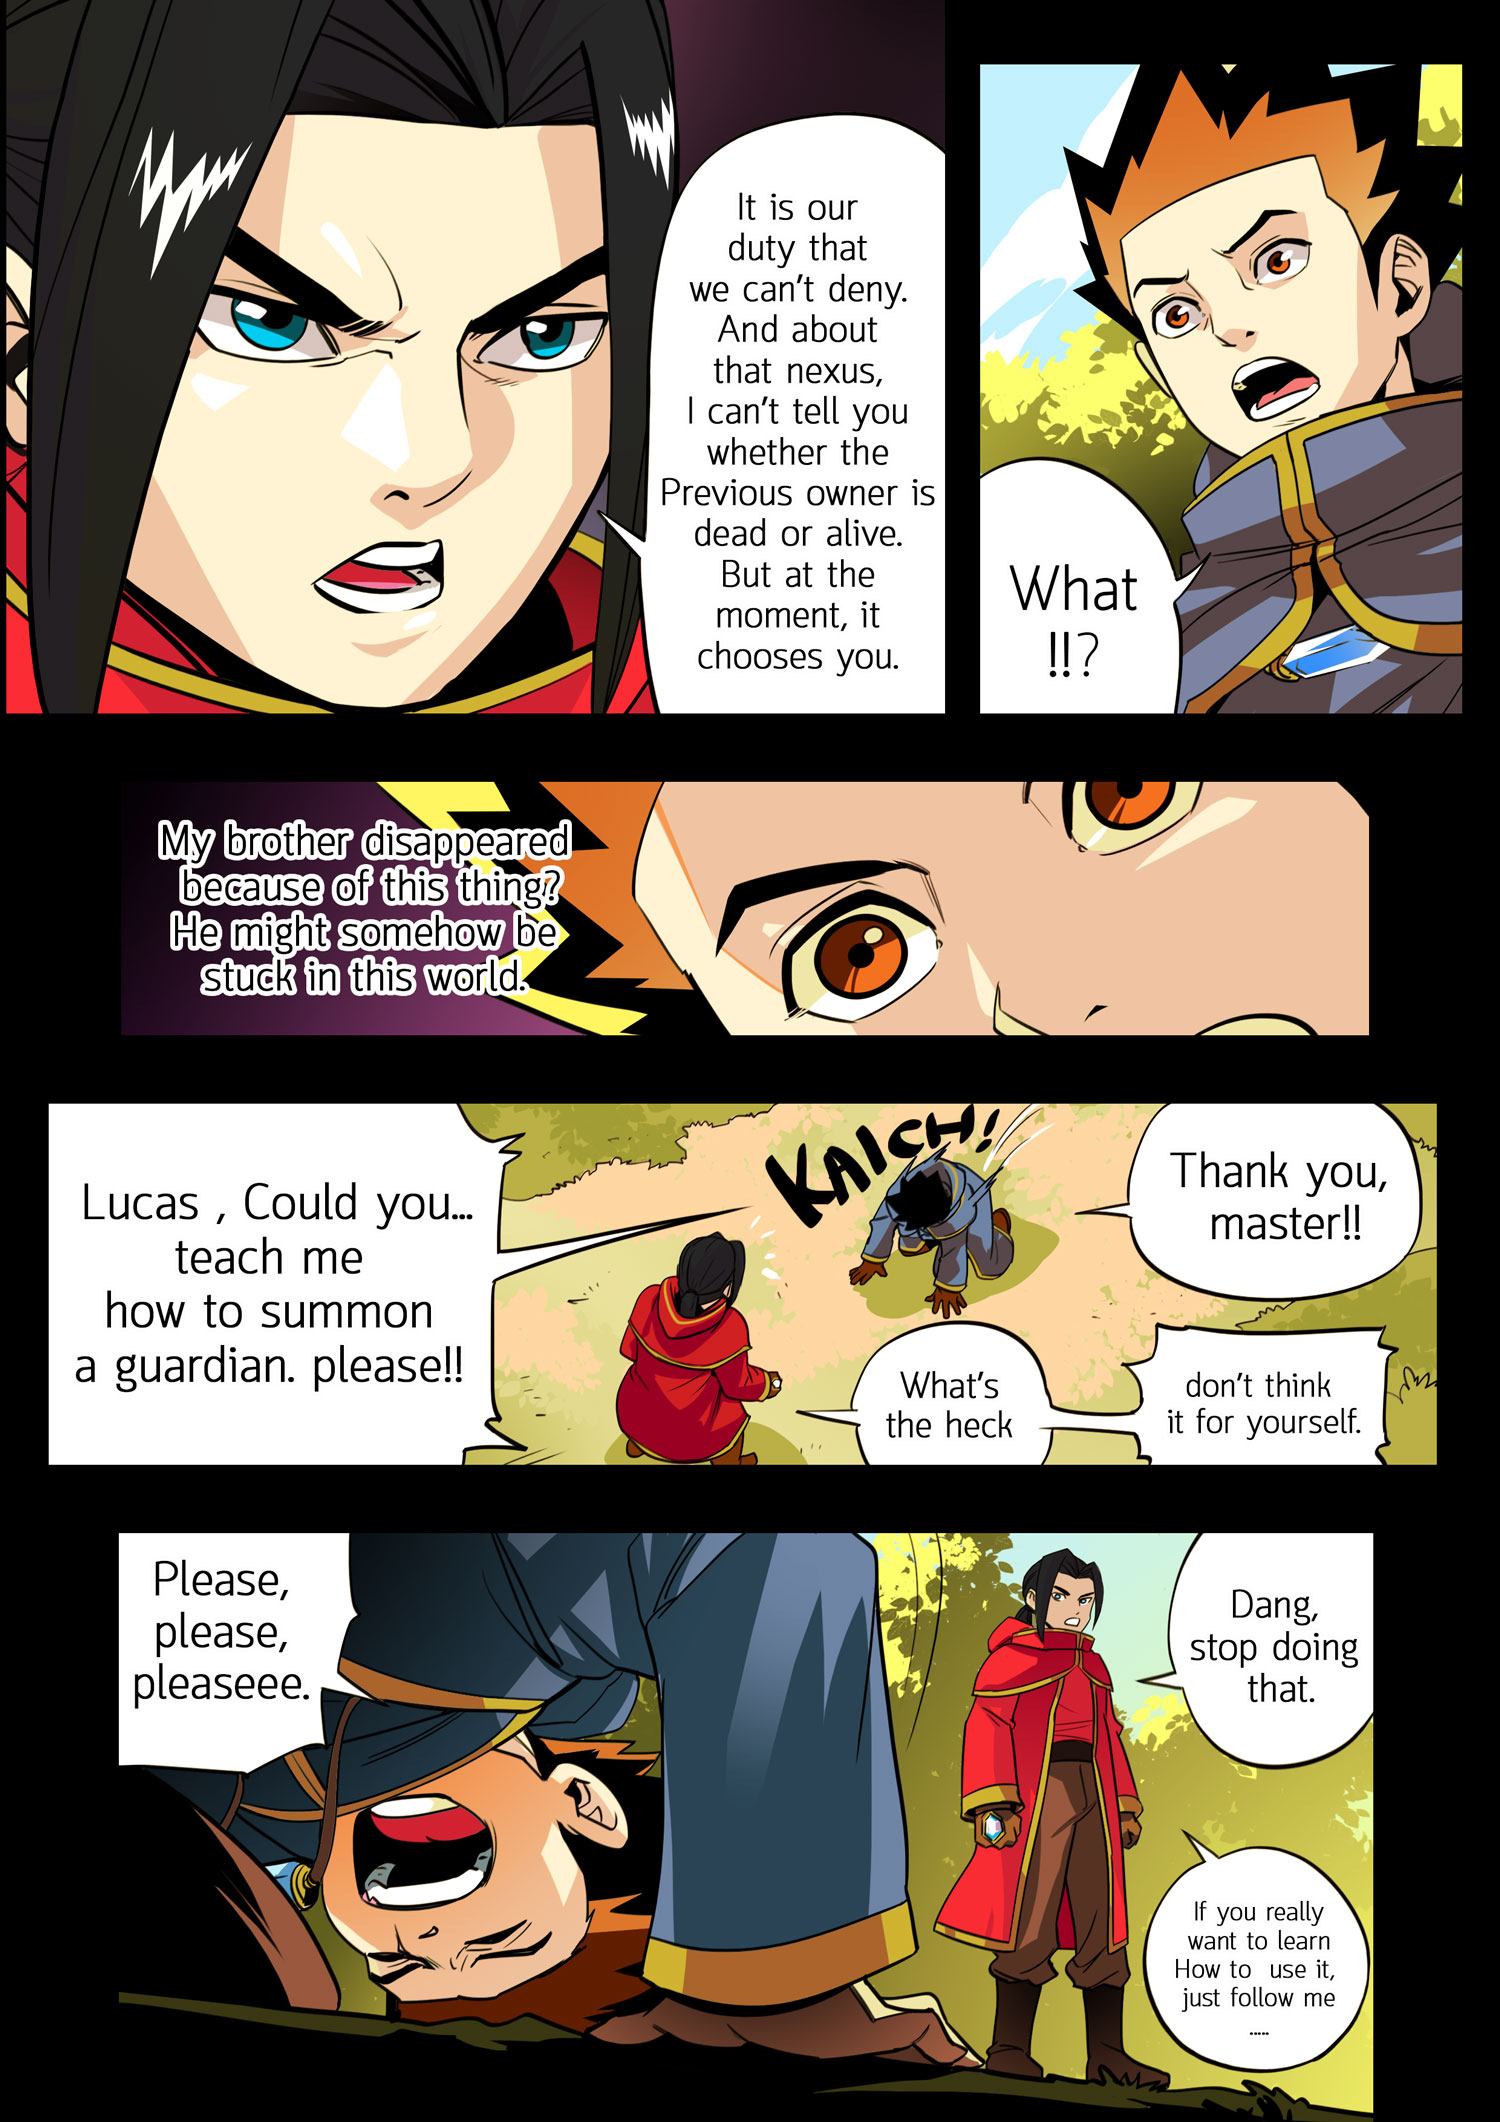 It is our
duty that
we can't deny.
And about
that nexus,
I can't tell you
whether the
Previous owner is
dead or alive.
But at the
moment, it
chooses you.
What
!!?
My brother disappeared
because of this thing?
He might somehow be
stuck in this world.
Lucas , Could you...
teach me
how to summon
a guardian. please!!
KAICH!
Thank you,
master!!
What's
the heck
don't think
it for yourself.
Please,
please,
pleaseee.
Dang,
stop doing
that.
If you really
want to learn
How to use it,
just follow me
.....